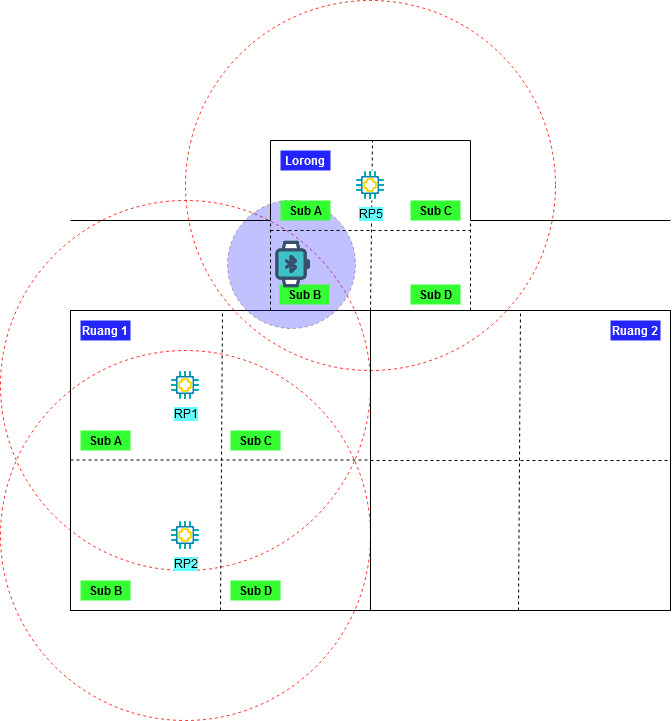 Lorong
Sub A
RP5
Sub C
Sub B
Sub D
Ruang 1
Ruang 2
RP1
Sub A
Sub C
RP2
Sub B
Sub D